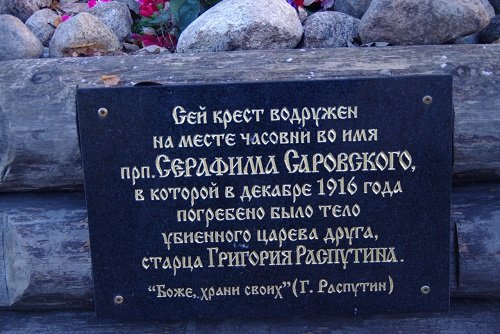 Сей крест водружен
на месте часовни во имя
прп. Серафима Саровского,
в которой в декабре 1916 года
погребено было тело
убиенного царева друга,
старца Григория Распутина.
"Боже, храни своих" (Г. Распутин)